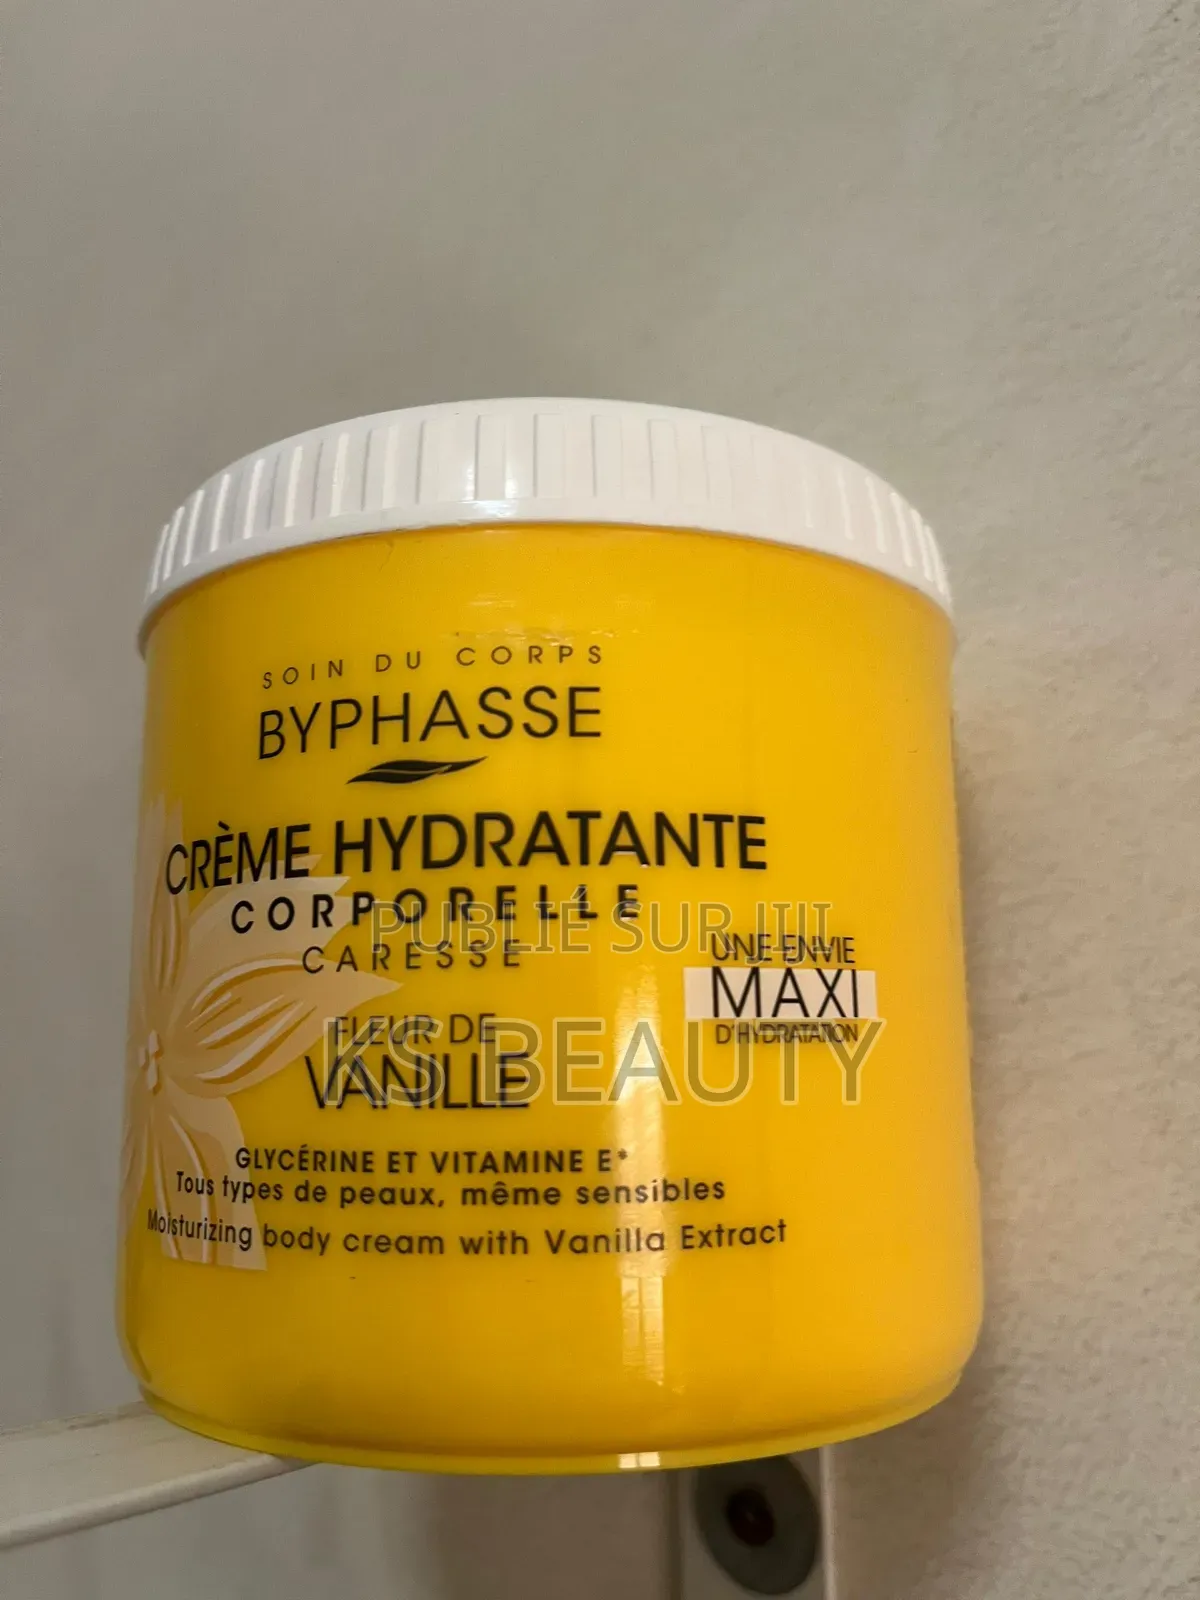 SOIN DU CORPS
BYPHASSE
CRÈME HYDRATANTE
CORPORELLE
CARESSE
PUBLIÉ SUR JIJI
UNE ENVIE
MAXI
D'HYDRATATION
FLEUR DE
VANILLE
KS BEAUTY
GLYCÉRINE ET VITAMINE E*
Tous types de peaux, même sensibles
Moisturizing body cream with Vanilla Extract